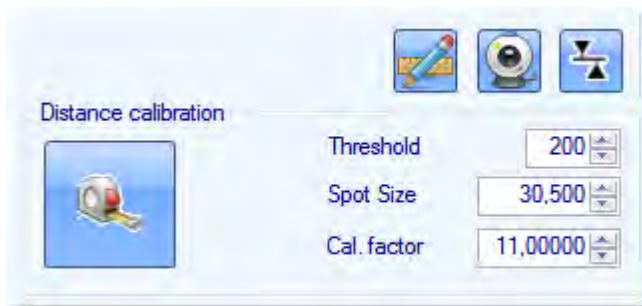 Distance calibration
Threshold 200
Spot Size 30,500
Cal. factor 11,00000